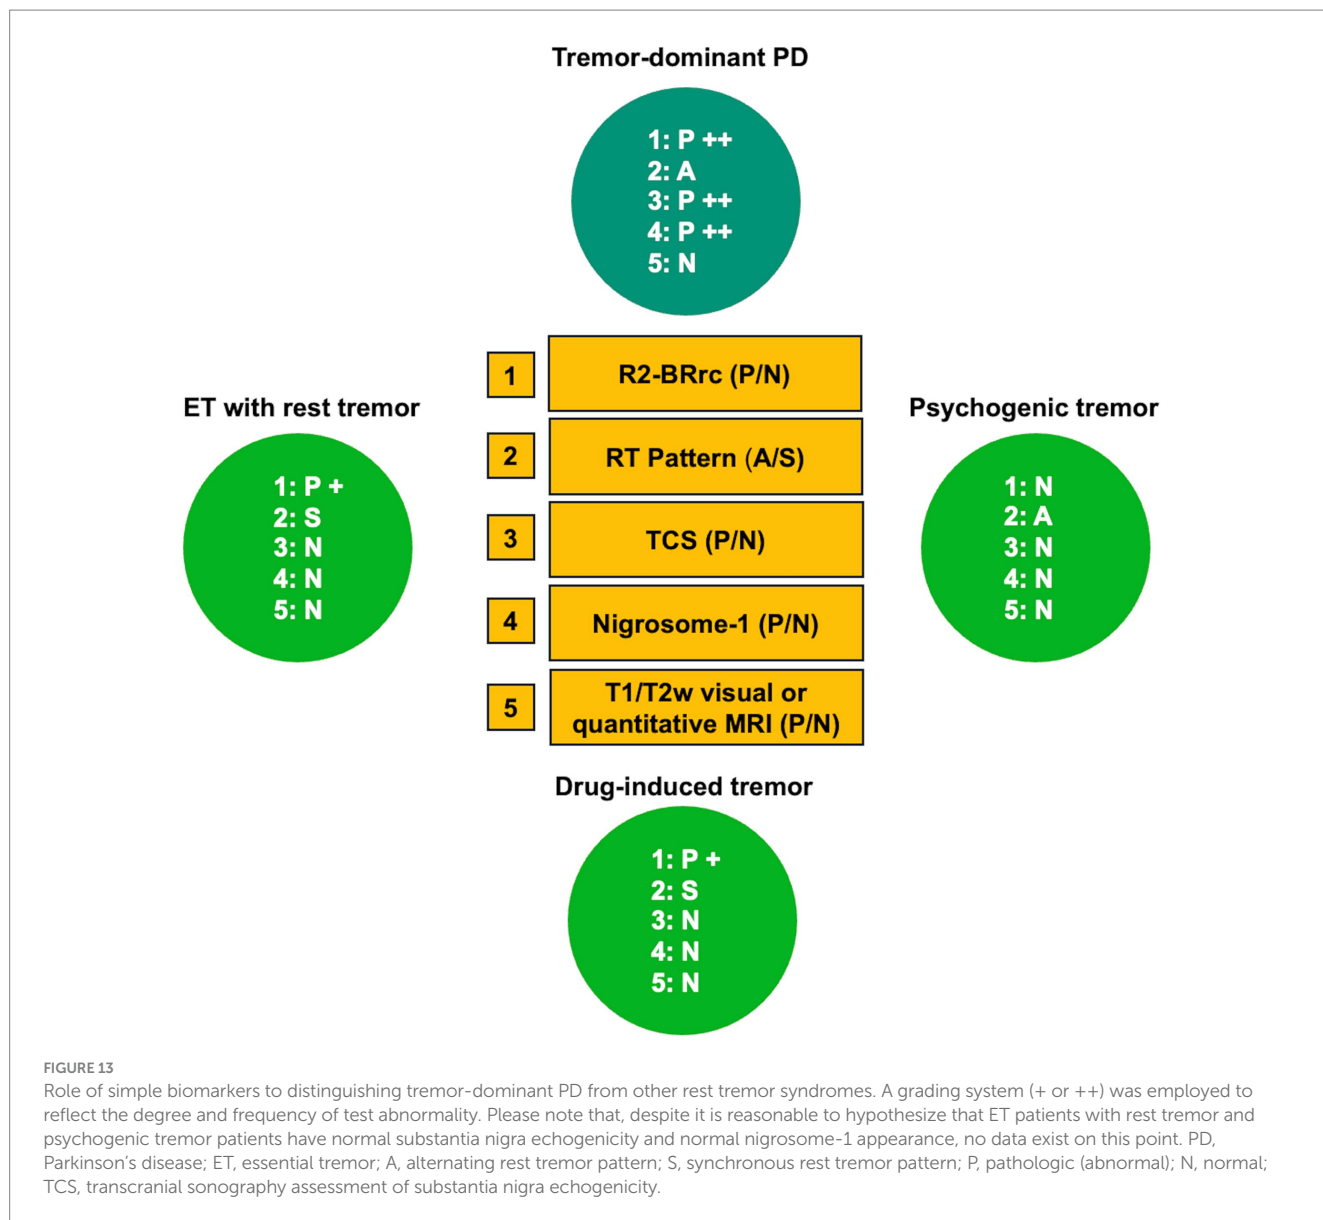 Tremor-dominant PD
1: P ++
2: A
3: P ++
4: P ++
5: N
1
R2-BRrc (P/N)
2
RT Pattern (A/S)
3
TCS (P/N)
4
Nigrosome-1 (P/N)
5
T1/T2w visual or
quantitative MRI (P/N)
ET with rest tremor
1: P +
2: S
3: N
4: N
5: N
Psychogenic tremor
1: N
2: A
3: N
4: N
5: N
Drug-induced tremor
1: P +
2: S
3: N
4: N
5: N
FIGURE 13
Role of simple biomarkers to distinguishing tremor-dominant PD from other rest tremor syndromes. A grading system (+ or ++) was employed to
reflect the degree and frequency of test abnormality. Please note that, despite it is reasonable to hypothesize that ET patients with rest tremor and
psychogenic tremor patients have normal substantia nigra echogenicity and normal nigrosome-1 appearance, no data exist on this point. PD,
Parkinson's disease; ET, essential tremor; A, alternating rest tremor pattern; S, synchronous rest tremor pattern; P, pathologic (abnormal); N, normal;
TCS, transcranial sonography assessment of substantia nigra echogenicity.